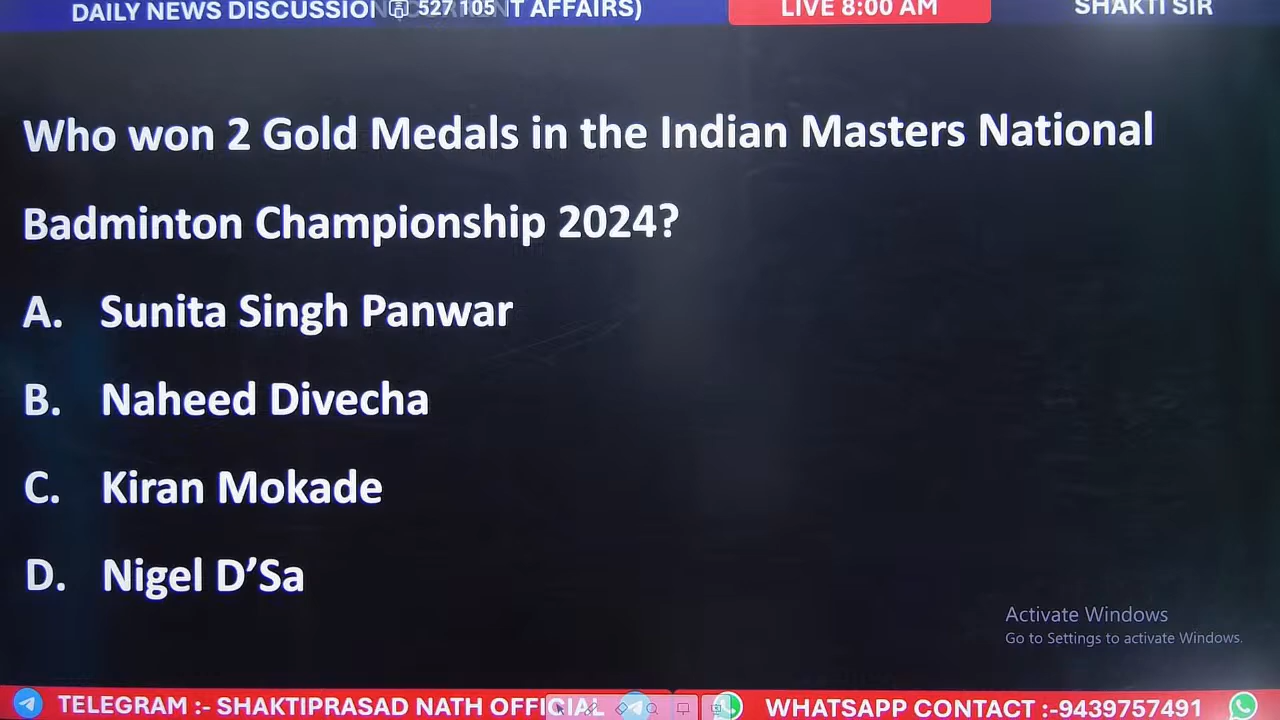 DAILY NEWS DISCUSSION 527 105 T AFFAIRS)
LIVE 8:00 AM
SHAKTI SIR
Who won 2 Gold Medals in the Indian Masters National
Badminton Championship 2024?
A. Sunita Singh Panwar
B. Naheed Divecha
C. Kiran Mokade
D. Nigel D’Sa
Activate Windows
Go to Settings to activate Windows.
TELEGRAM :- SHAKTIPRASAD NATH OFFICIAL
WHATSAPP CONTACT :-9439757491